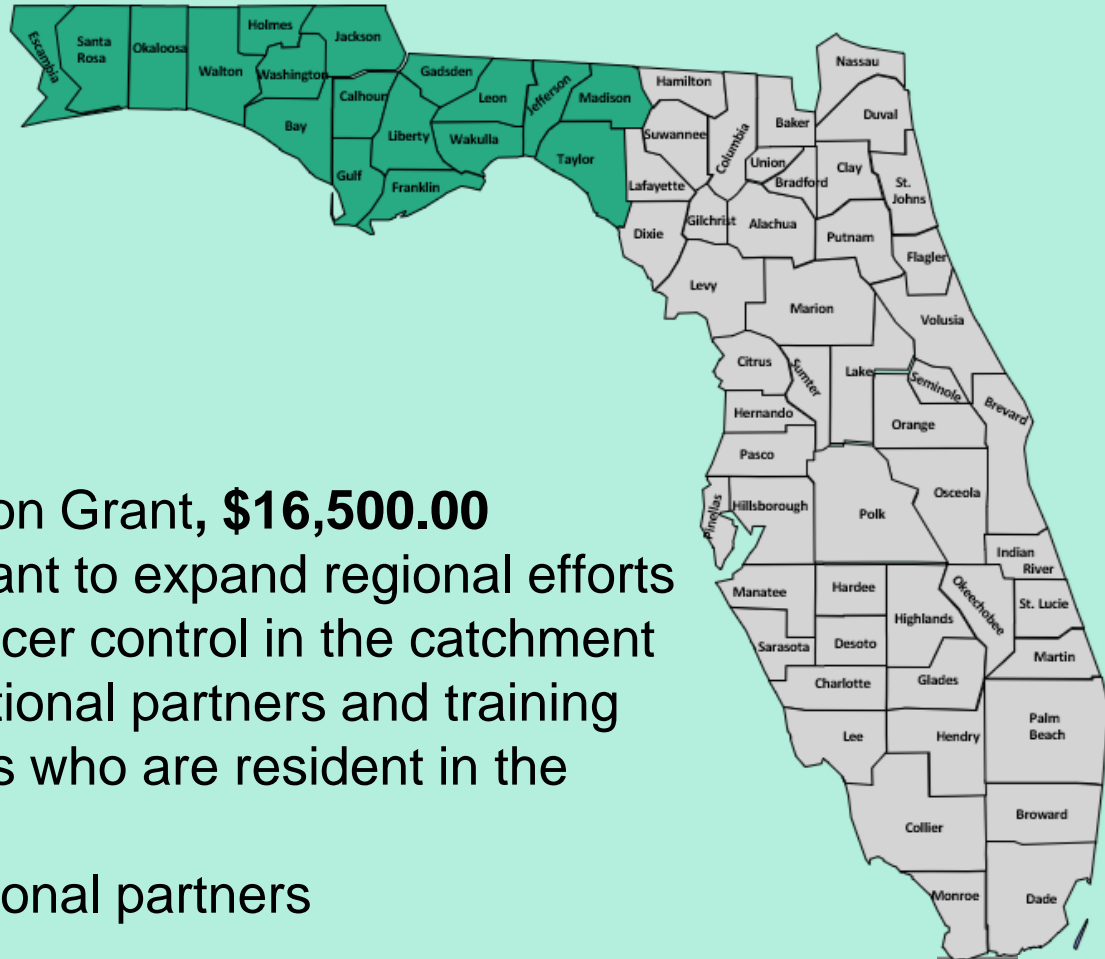 Escambia
Santa
Rosa
Okaloosa
Walton
Holmes
Washington
Jackson
Bay
Calhoun
Gulf
Liberty
Gadsden
Franklin
Leon
Wakulla
Jefferson
Madison
Taylor
Hamilton
Suwannee
Lafayette
Columbia
Dixie
Gilchrist
Union
Bradford
Baker
Nassau
Duval
Clay
St.
Johns
Alachua
Putnam
Flagler
Levy
Marion
Volusia
Citrus
Sumter
Lake
Seminole
Hernando
Orange
Brevard
Pasco
Osceola
Pinellas
Hillsborough
Polk
Indian
River
Manatee
Hardee
Highlands
Okeechobee
St. Lucie
Sarasota
Desoto
Martin
Charlotte
Glades
Lee
Hendry
Palm
Beach
Collier
Broward
Monroe
Dade
on Grant, $16,500.00
ant to expand regional efforts
cer control in the catchment
tional partners and training
s who are resident in the
onal partners